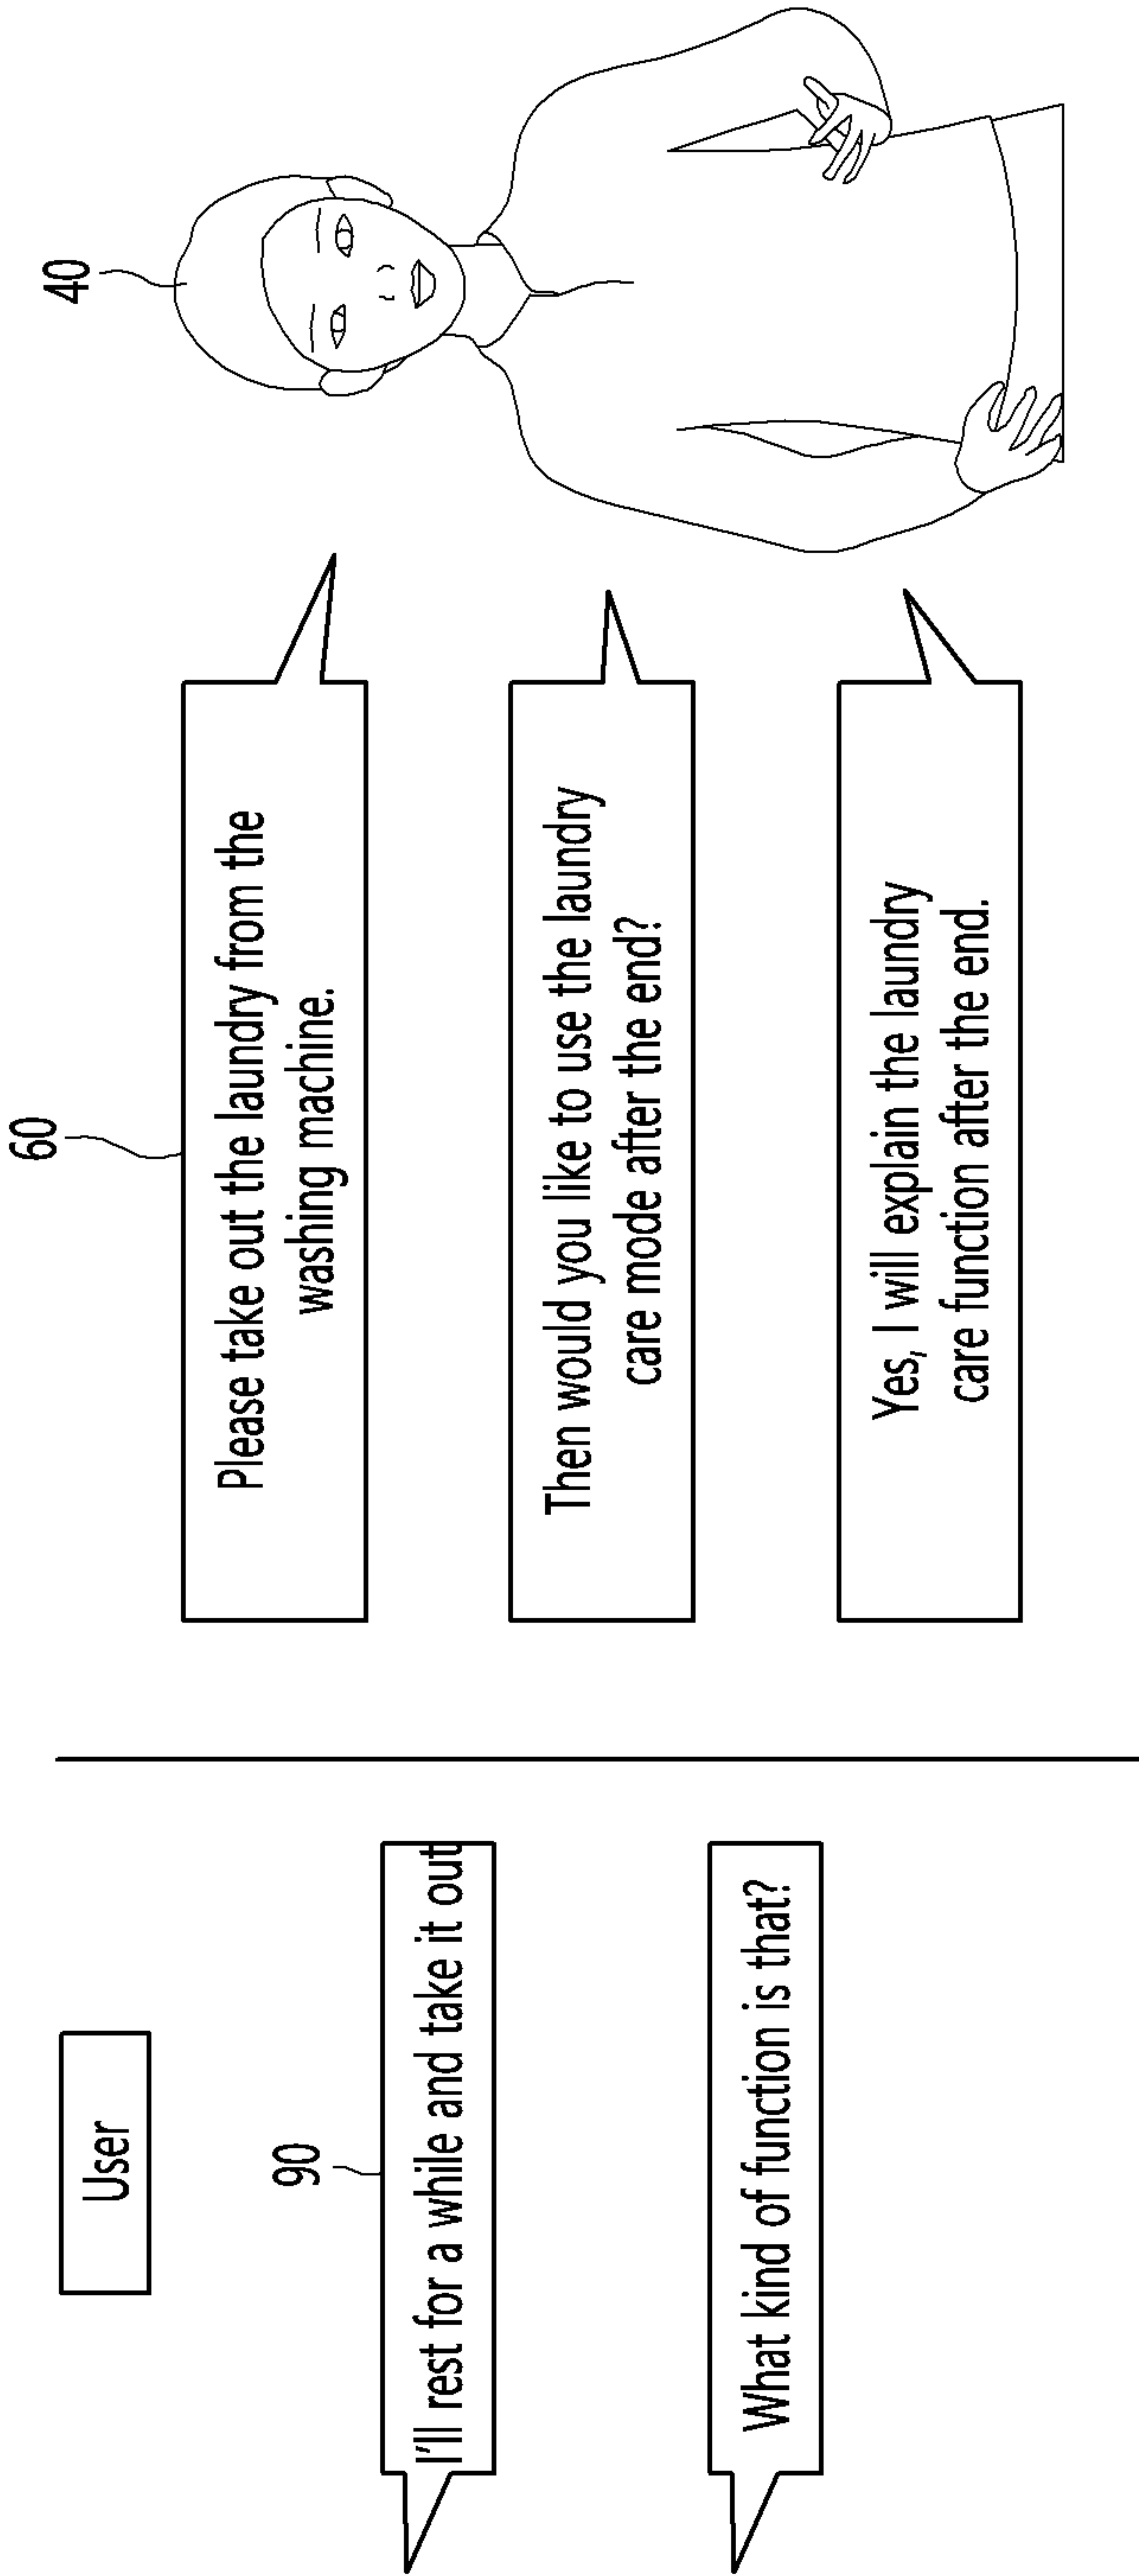 User
40
60
Please take out the laundry from the
washing machine.
90
I'll rest for a while and take it out
Then would you like to use the laundry
care mode after the end?
What kind of function is that?
Yes, I will explain the laundry
care function after the end.